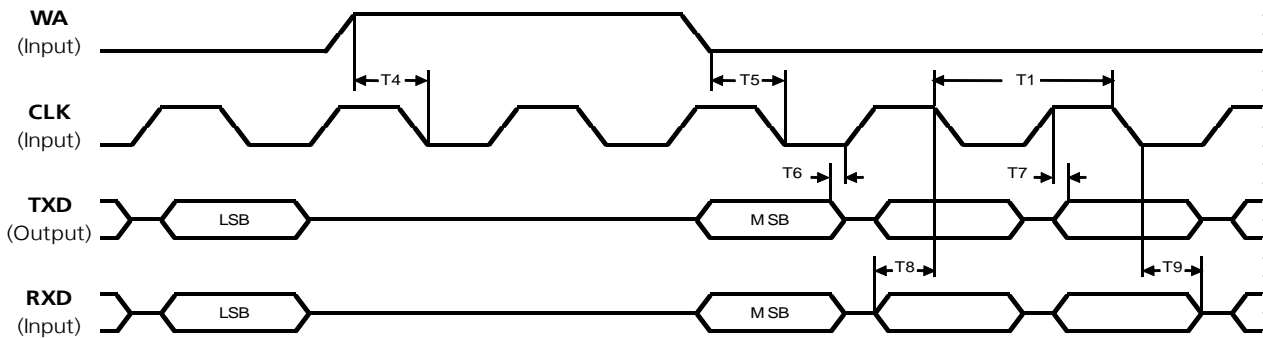 WA
(Input)
T4
T5
T1
CLK
(Input)
T6
T7
TXD
(Output)
LSB
MSB
T8
T9
RXD
(Input)
LSB
MSB